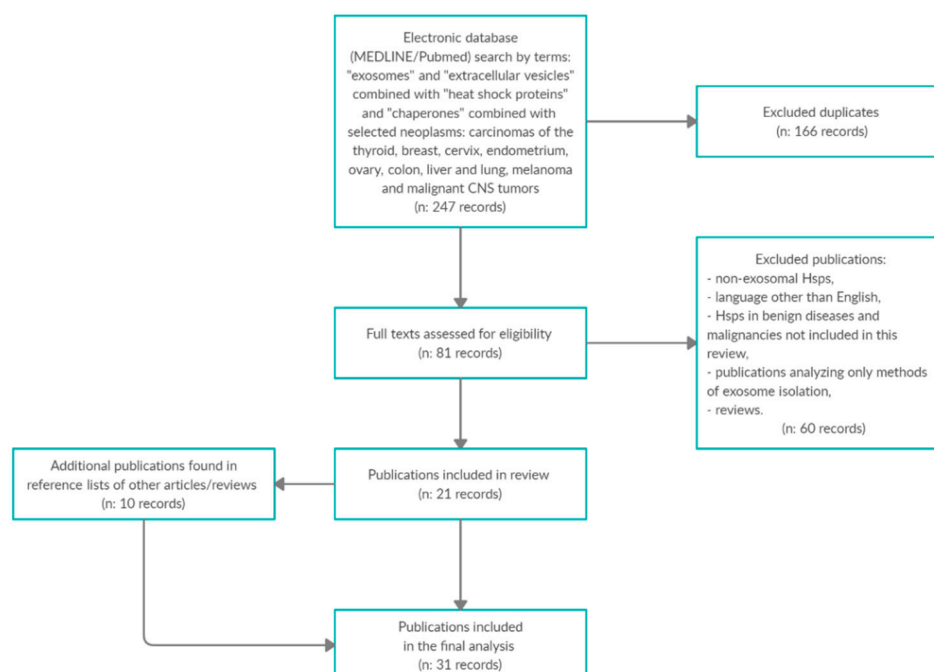 Electronic database
(MEDLINE/Pubmed) search by terms:
"exosomes" and "extracellular vesicles"
combined with "heat shock proteins"
and "chaperones" combined with
selected neoplasms: carcinomas of the
thyroid, breast, cervix, endometrium,
ovary, colon, liver and lung, melanoma
and malignant CNS tumors
(n: 247 records)
Excluded duplicates
(n: 166 records)
Excluded publications:
- non-exosomal Hsps,
- language other than English,
- Hsps in benign diseases and
malignancies not included in this
review,
- publications analyzing only methods
of exosome isolation,
- reviews.
(n: 60 records)
Full texts assessed for eligibility
(n: 81 records)
Additional publications found in
reference lists of other articles/reviews
(n: 10 records)
Publications included in review
(n: 21 records)
Publications included
in the final analysis
(n: 31 records)